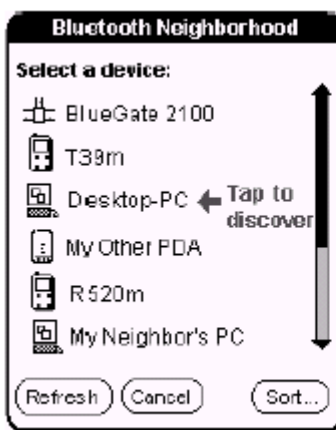 Bluetooth Neighborhood
Select a device:
BlueGate 2100
T39m
Desktop-PC Tap to
discover
My Other PDA
R520m
My Neighbor's PC
Refresh Cancel Sort...